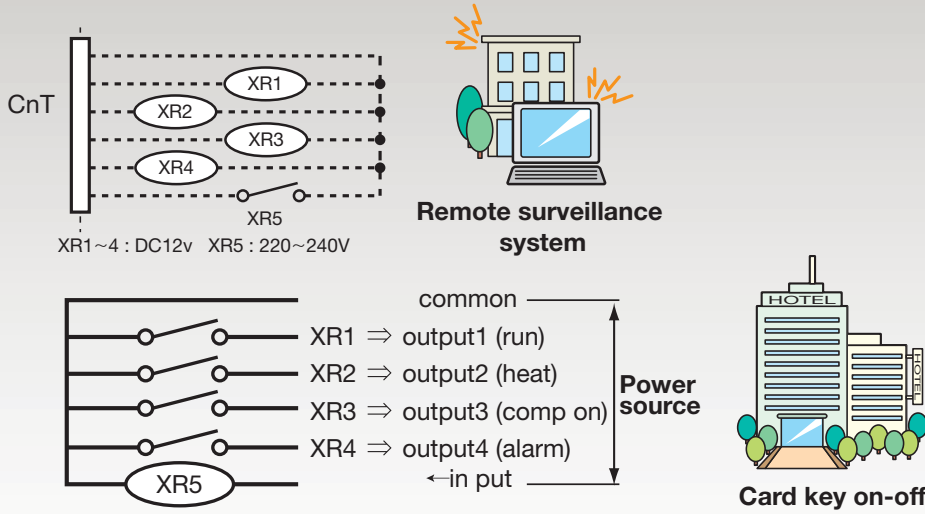 CnT
XR1
XR2
XR3
XR4
XR5
XR1~4 : DC12v XR5 : 220~240V
Remote surveillance
system
common
XR1 ⇒ output1 (run)
XR2 ⇒ output2 (heat)
XR3 ⇒ output3 (comp on)
XR4 ⇒ output4 (alarm)
XR5
←in put
Power
source
HOTEL
HOTEL
Card key on-off